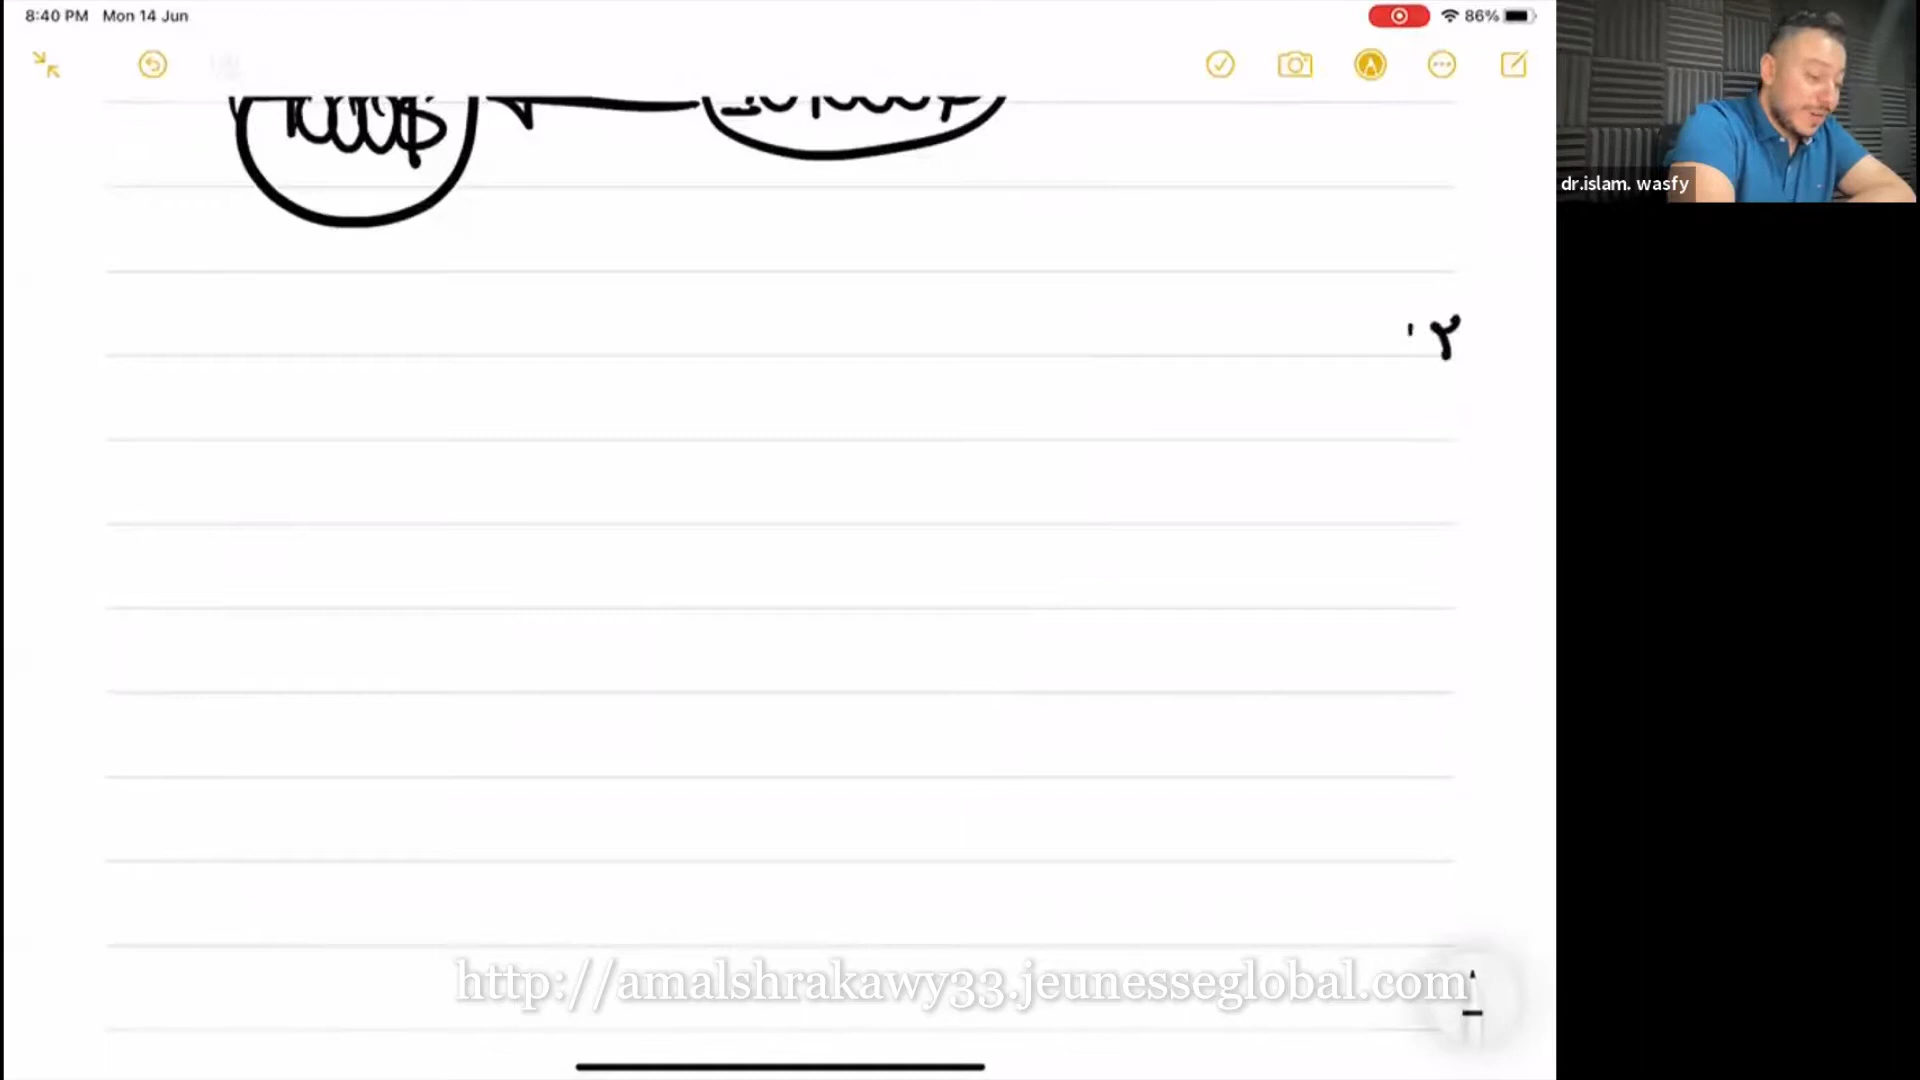 8:40 PM Mon 14 Jun
86%
dr.islam. wasfy
٢
http://amalshrakawy33.jeunesseglobal.com